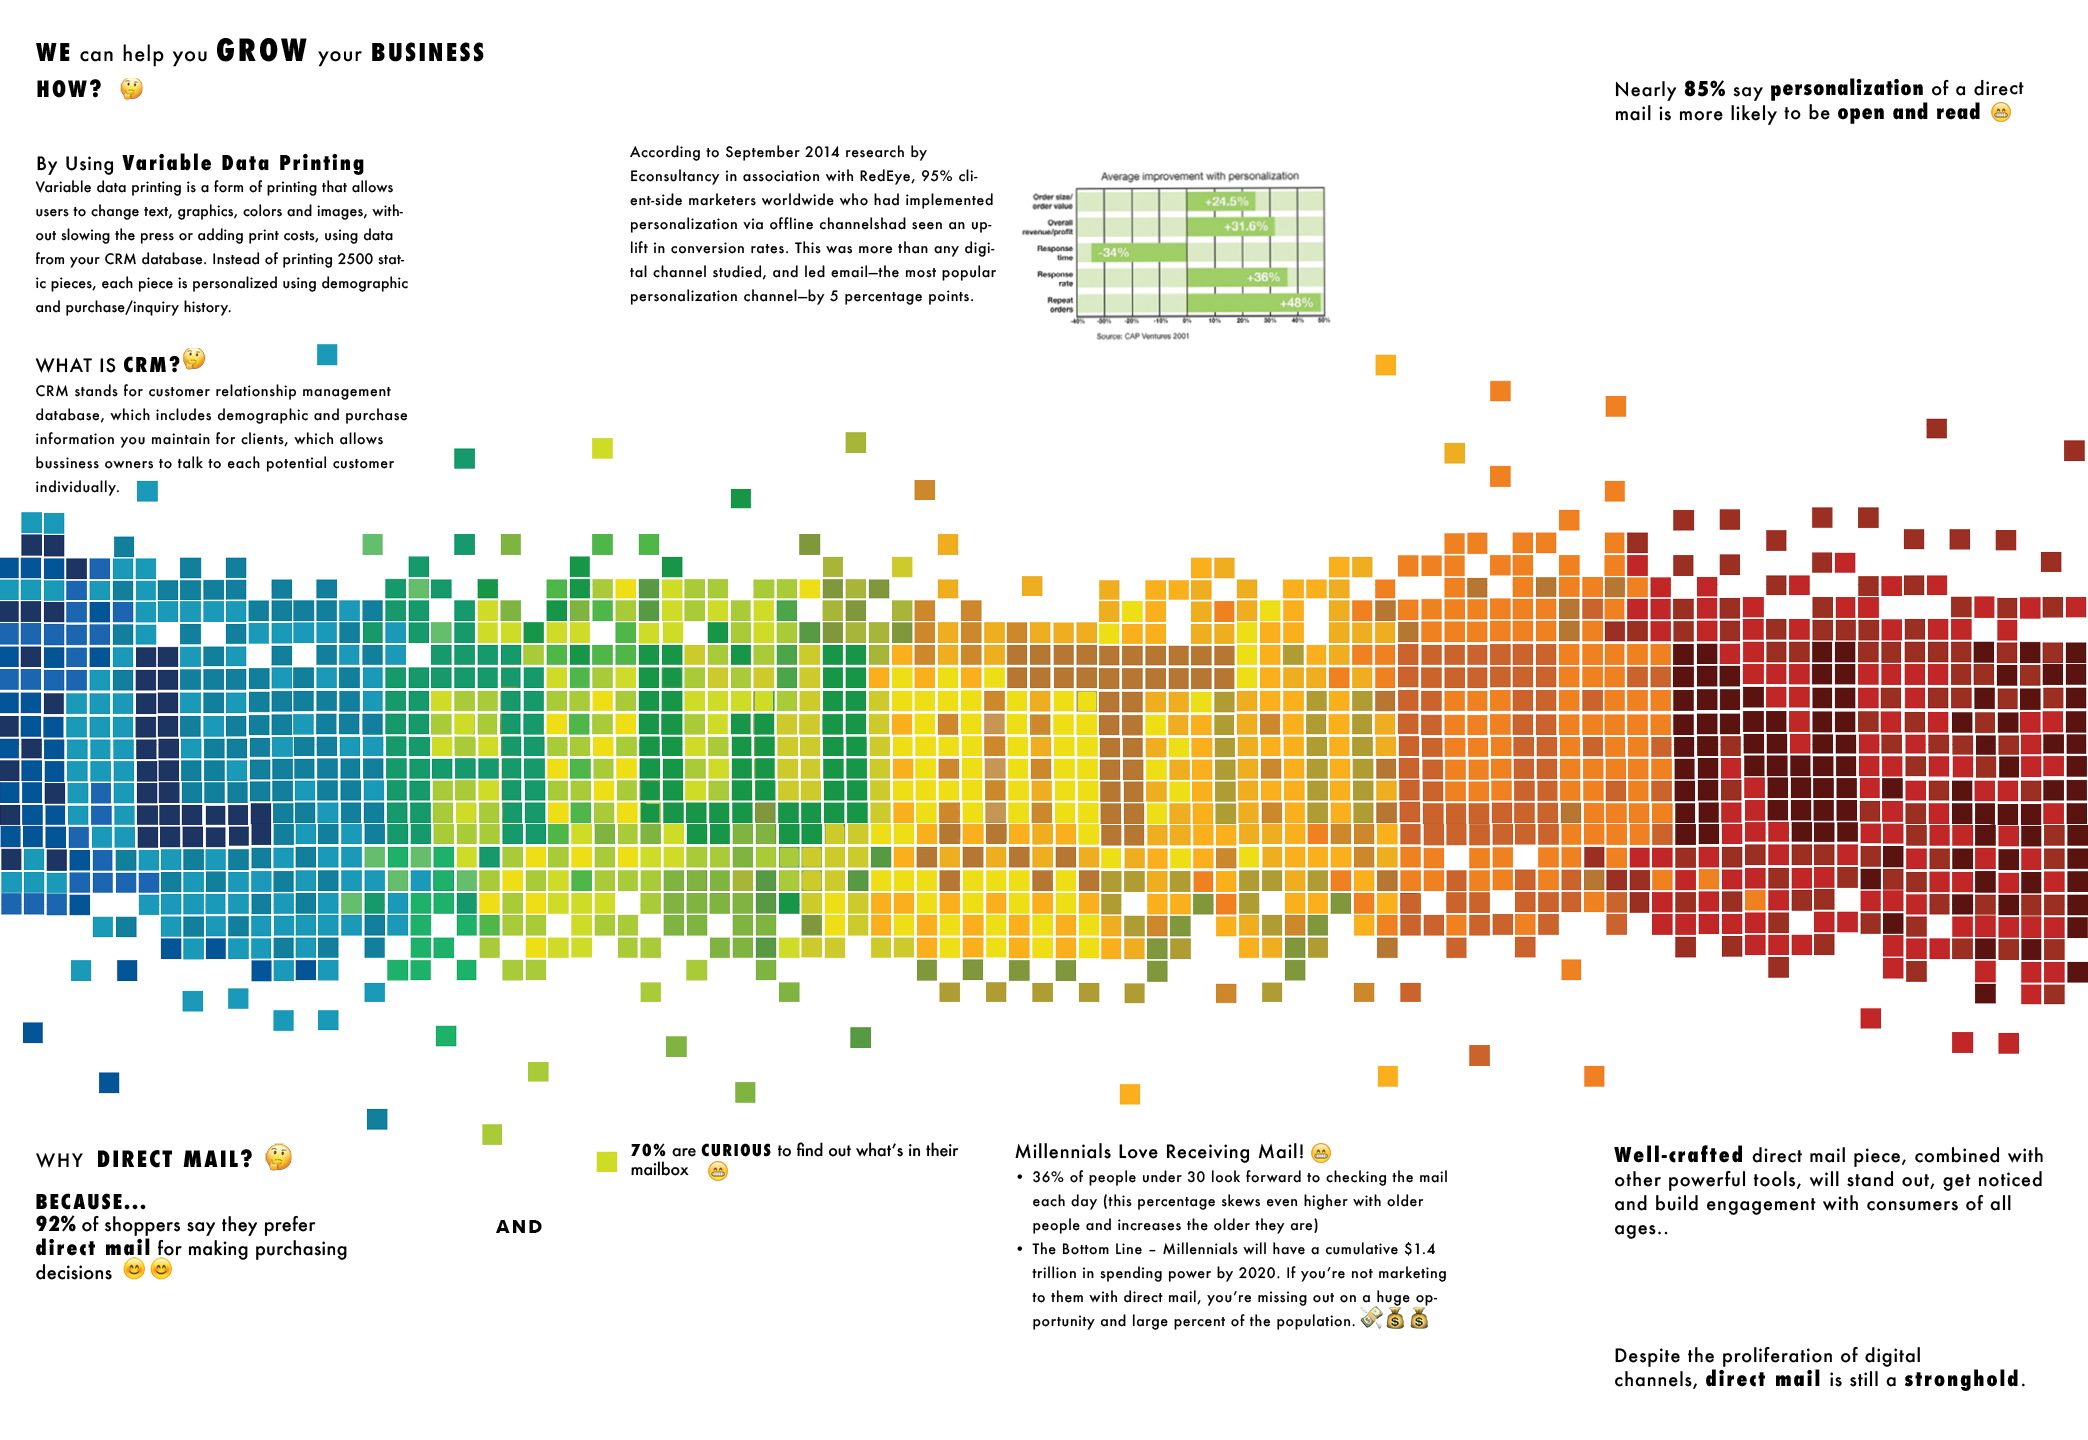 WE can help you GROW your BUSINESS
HOW? 🤔
By Using Variable Data Printing
Variable data printing is a form of printing that allows
users to change text, graphics, colors and images, with-
out slowing the press or adding print costs, using data
from your CRM database. Instead of printing 2500 stat-
ic pieces, each piece is personalized using demographic
and purchase/inquiry history.
WHAT IS CRM?🤔
CRM stands for customer relationship management
database, which includes demographic and purchase
information you maintain for clients, which allows
bussiness owners to talk to each potential customer
individually.
According to September 2014 research by
Econsultancy in association with RedEye, 95% cli-
ent-side marketers worldwide who had implemented
personalization via offline channelshad seen an up-
lift in conversion rates. This was more than any digi-
tal channel studied, and led email—the most popular
personalization channel—by 5 percentage points.
Average improvement with personalization
Order size/
order value
+24.5%
Overall
revenue/profit
+31.6%
Response
time
-34%
Response
rate
+36%
Repeat
orders
+48%
-40% -30% -20% -10% 0% 10% 20% 30% 40% 50%
Source: CAP Ventures 2001
Nearly 85% say personalization of a direct
mail is more likely to be open and read 😁
WHY DIRECT MAIL? 🤔
BECAUSE...
92% of shoppers say they prefer
direct mail for making purchasing
decisions 😊😊
AND
70% are CURIOUS to find out what's in their
mailbox 😁
Millennials Love Receiving Mail! 😁
• 36% of people under 30 look forward to checking the mail
each day (this percentage skews even higher with older
people and increases the older they are)
• The Bottom Line – Millennials will have a cumulative $1.4
trillion in spending power by 2020. If you're not marketing
to them with direct mail, you're missing out on a huge op-
portunity and large percent of the population. 💸💰💰
Well-crafted direct mail piece, combined with
other powerful tools, will stand out, get noticed
and build engagement with consumers of all
ages..
Despite the proliferation of digital
channels, direct mail is still a stronghold.